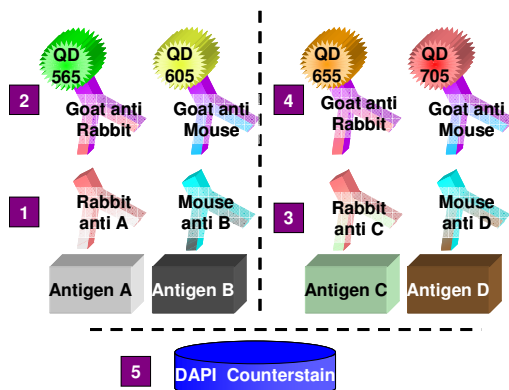 QD
565
QD
605
QD
655
QD
705
2
Goat anti
Rabbit
Goat anti
Mouse
4
Goat anti
Rabbit
Goat anti
Mouse
1
Rabbit
anti A
Mouse
anti B
3
Rabbit
anti C
Mouse
anti D
Antigen A
Antigen B
Antigen C
Antigen D
5
DAPI Counterstain